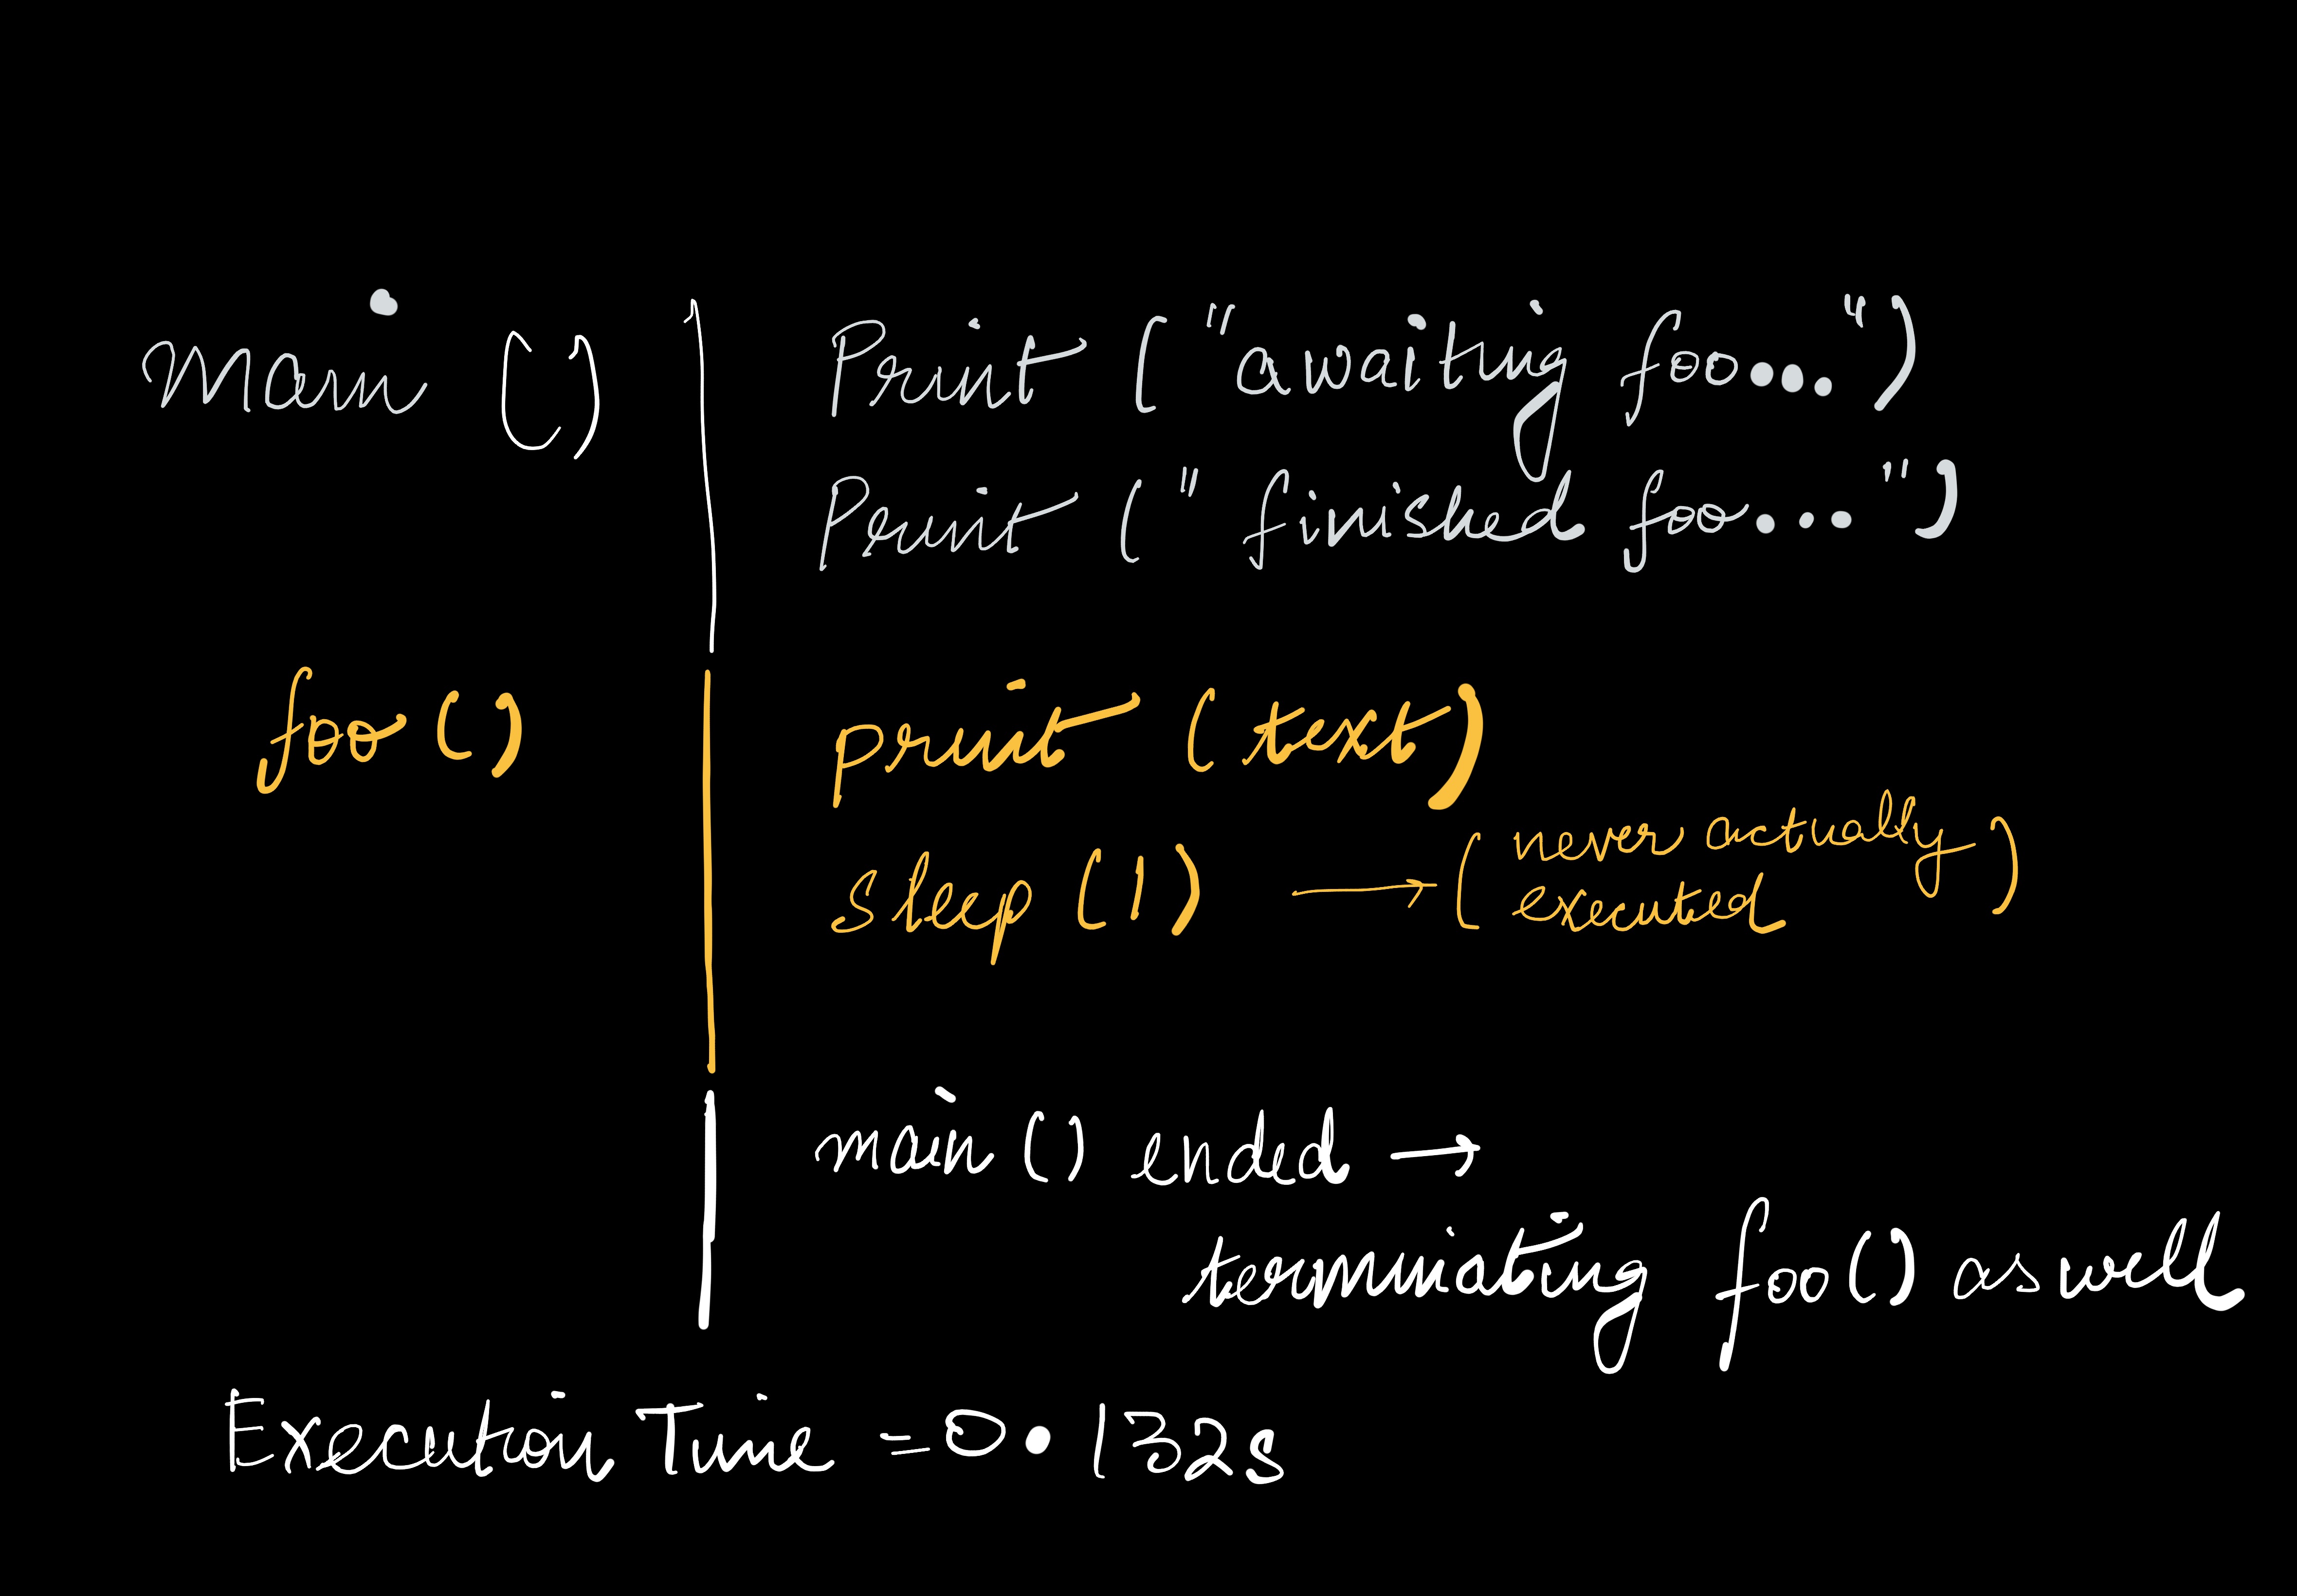 Main () Print ("awaiting foo...")
Print (" finished foo...")
foo () print (text)
sleep (1) → ( never actually
executed )
main () ended →
terminating foo() as well
Execution Time = 0.132s